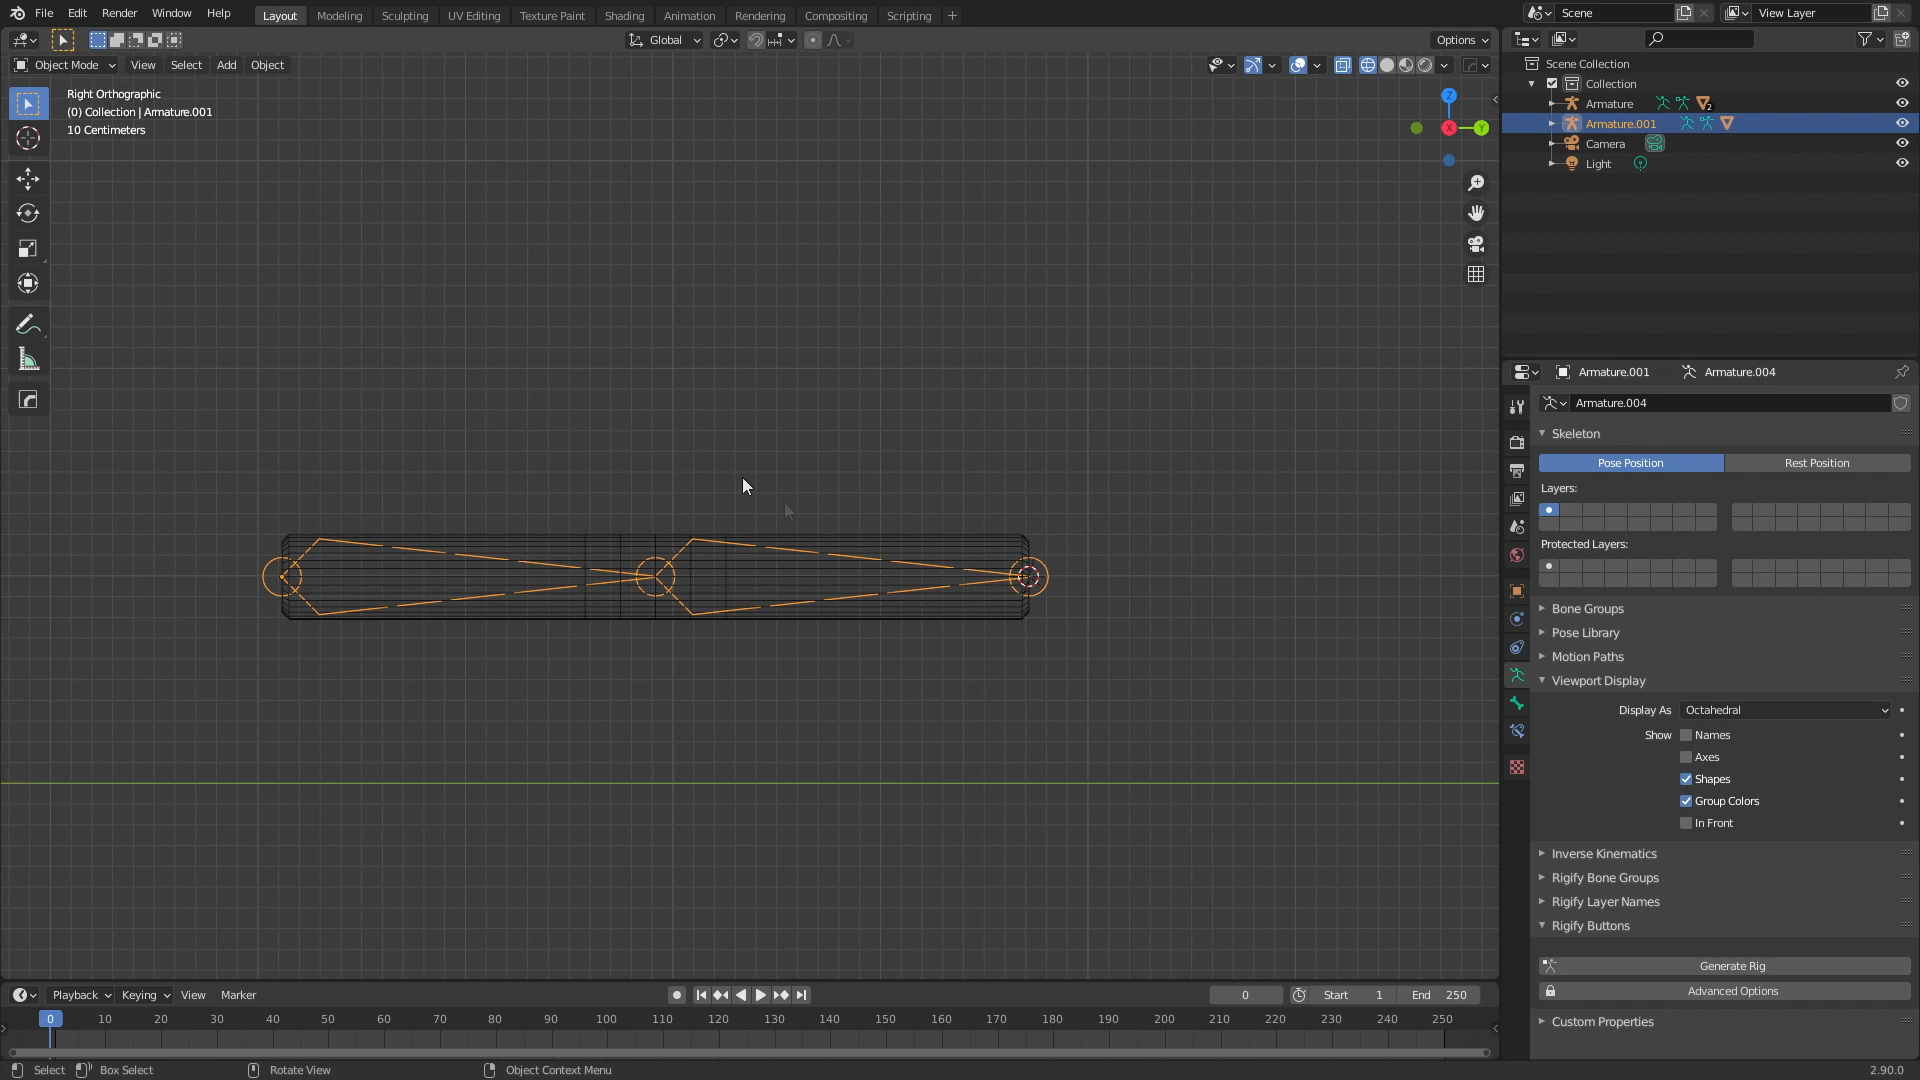 File Edit Render Window Help Layout Modeling Sculpting UV Editing Texture Paint Shading Animation Rendering Compositing Scripting + Scene View Layer
Global Options
Object Mode View Select Add Object
Right Orthographic
(0) Collection | Armature.001
10 Centimeters
Z
X
Y
Scene Collection
Collection
Armature 2
Armature.001
Camera
Light
Armature.001 Armature.004
Armature.004
Skeleton
Pose Position Rest Position
Layers:
Protected Layers:
Bone Groups
Pose Library
Motion Paths
Viewport Display
Display As Octahedral
Show Names
Axes
Shapes
Group Colors
In Front
Inverse Kinematics
Rigify Bone Groups
Rigify Layer Names
Rigify Buttons
Generate Rig
Advanced Options
Custom Properties
Playback Keying View Marker 0 Start 1 End 250
0 10 20 30 40 50 60 70 80 90 100 110 120 130 140 150 160 170 180 190 200 210 220 230 240 250
Select Box Select Rotate View Object Context Menu 2.90.0